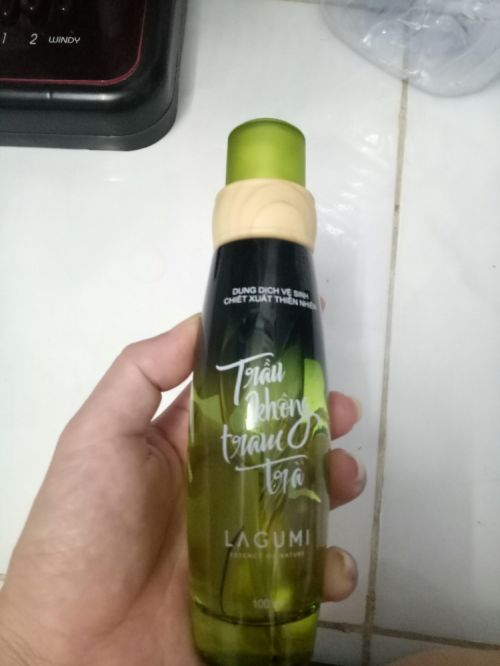 1 2 WINDY
DUNG DỊCH VỆ SINH
CHIẾT XUẤT THIÊN NHIÊN
Trầu
không
tràm
trà
LAGUMI
ESSENCE OF NATURE
100